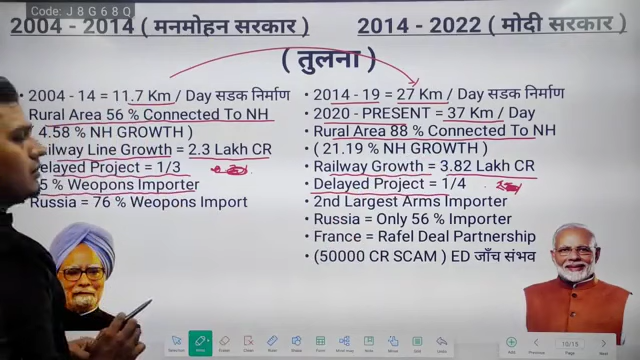 Code: J8G68Q
2004 - 2014 ( मनमोहन सरकार )
2014 - 2022 ( मोदी सरकार )
( तुलना )
• 2004 - 14 = 11.7 Km / Day सडक निर्माण
Rural Area 56 % Connected To NH
4.58 % NH GROWTH )
ailway Line Growth = 2.3 Lakh CR
elayed Project = 1/3
5 % Weopons Importer
Russia = 76 % Weopons Import
• 2014 - 19 = 27 Km / Day सडक निर्माण
• 2020 - PRESENT = 37 Km / Day
• Rural Area 88 % Connected To NH
• ( 21.19 % NH GROWTH )
• Railway Growth = 3.82 Lakh CR
• Delayed Project = 1/4
• 2nd Largest Arms Importer
• Russia = Only 56 % Importer
• France = Rafel Deal Partnership
• (50000 CR SCAM ) ED जाँच संभव
10/15